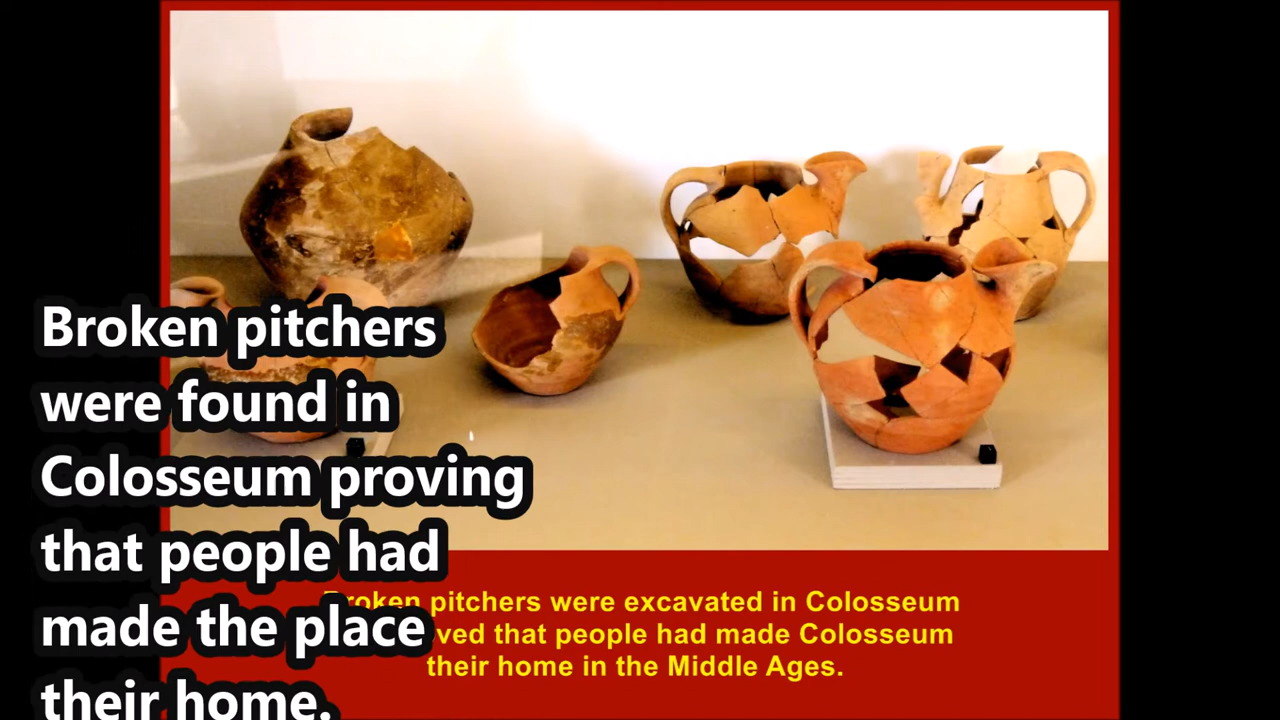 Broken pitchers
were found in
Colosseum proving
that people had
made the place
their home.
pitchers were excavated in Colosseum
that people had made Colosseum
their home in the Middle Ages.